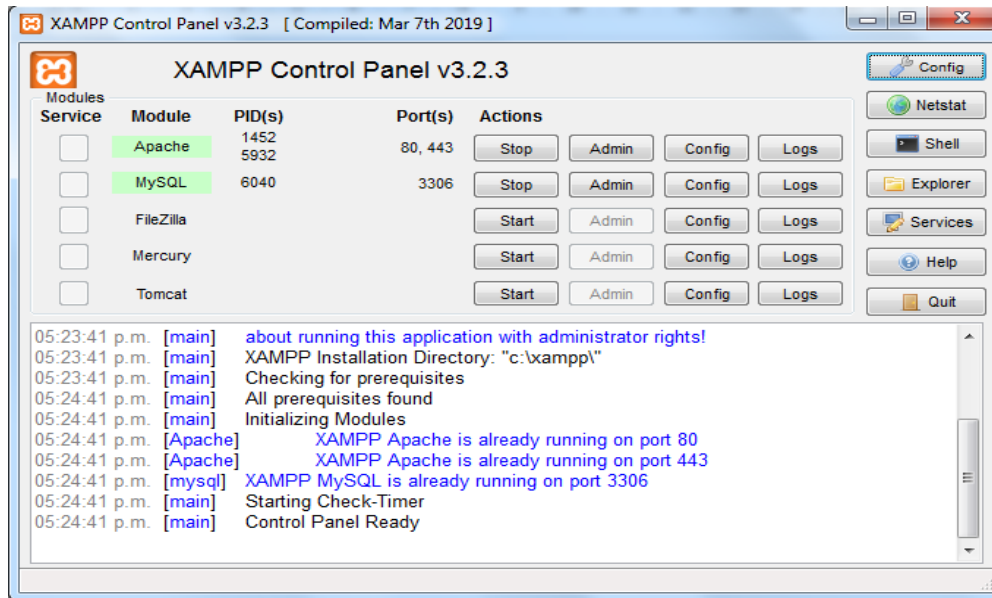 XAMPP Control Panel v3.2.3 [ Compiled: Mar 7th 2019 ]
XAMPP Control Panel v3.2.3
Config
Modules
Service Module PID(s) Port(s) Actions
Netstat
Apache 1452 5932 80, 443 Stop Admin Config Logs
Shell
MySQL 6040 3306 Stop Admin Config Logs
Explorer
FileZilla Start Admin Config Logs
Services
Mercury Start Admin Config Logs
Help
Tomcat Start Admin Config Logs
Quit
05:23:41 p.m. [main] about running this application with administrator rights!
05:23:41 p.m. [main] XAMPP Installation Directory: "c:\xampp\"
05:23:41 p.m. [main] Checking for prerequisites
05:24:41 p.m. [main] All prerequisites found
05:24:41 p.m. [main] Initializing Modules
05:24:41 p.m. [Apache] XAMPP Apache is already running on port 80
05:24:41 p.m. [Apache] XAMPP Apache is already running on port 443
05:24:41 p.m. [mysql] XAMPP MySQL is already running on port 3306
05:24:41 p.m. [main] Starting Check-Timer
05:24:41 p.m. [main] Control Panel Ready